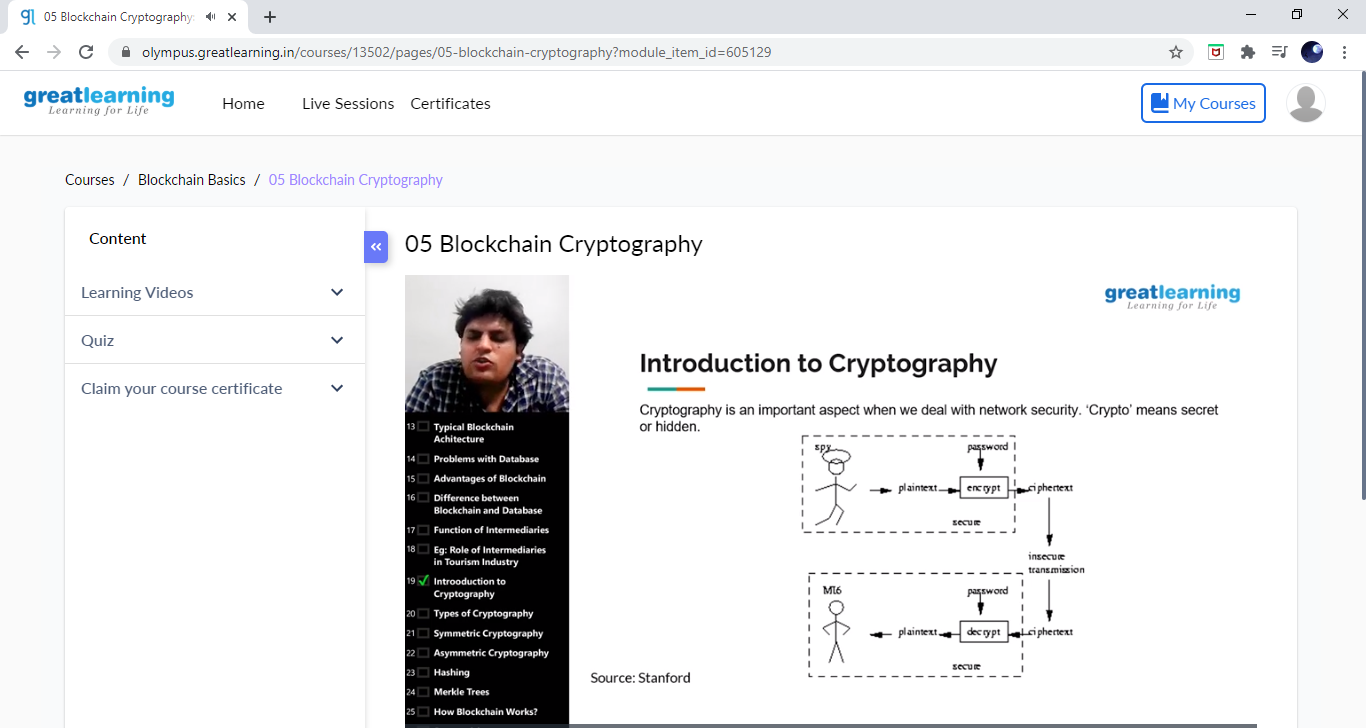 05 Blockchain Cryptography
olympus.greatlearning.in/courses/13502/pages/05-blockchain-cryptography?module_item_id=605129
greatlearning
Learning for Life
Home
Live Sessions
Certificates
My Courses
Courses / Blockchain Basics / 05 Blockchain Cryptography
Content
Learning Videos
Quiz
Claim your course certificate
05 Blockchain Cryptography
13 Typical Blockchain
Achitecture
14 Problems with Database
15 Advantages of Blockchain
16 Difference between
Blockchain and Database
17 Function of Intermediaries
18 Eg: Role of Intermediaries
in Tourism Industry
19 Introoduction to
Cryptography
20 Types of Cryptography
21 Symmetric Cryptography
22 Asymmetric Cryptography
23 Hashing
24 Merkle Trees
25 How Blockchain Works?
greatlearning
Learning for Life
Introduction to Cryptography
Cryptography is an important aspect when we deal with network security. ‘Crypto’ means secret
or hidden.
spy
password
plaintext
encrypt
ciphertext
secure
insecure
transmission
MI6
password
plaintext
decrypt
ciphertext
secure
Source: Stanford